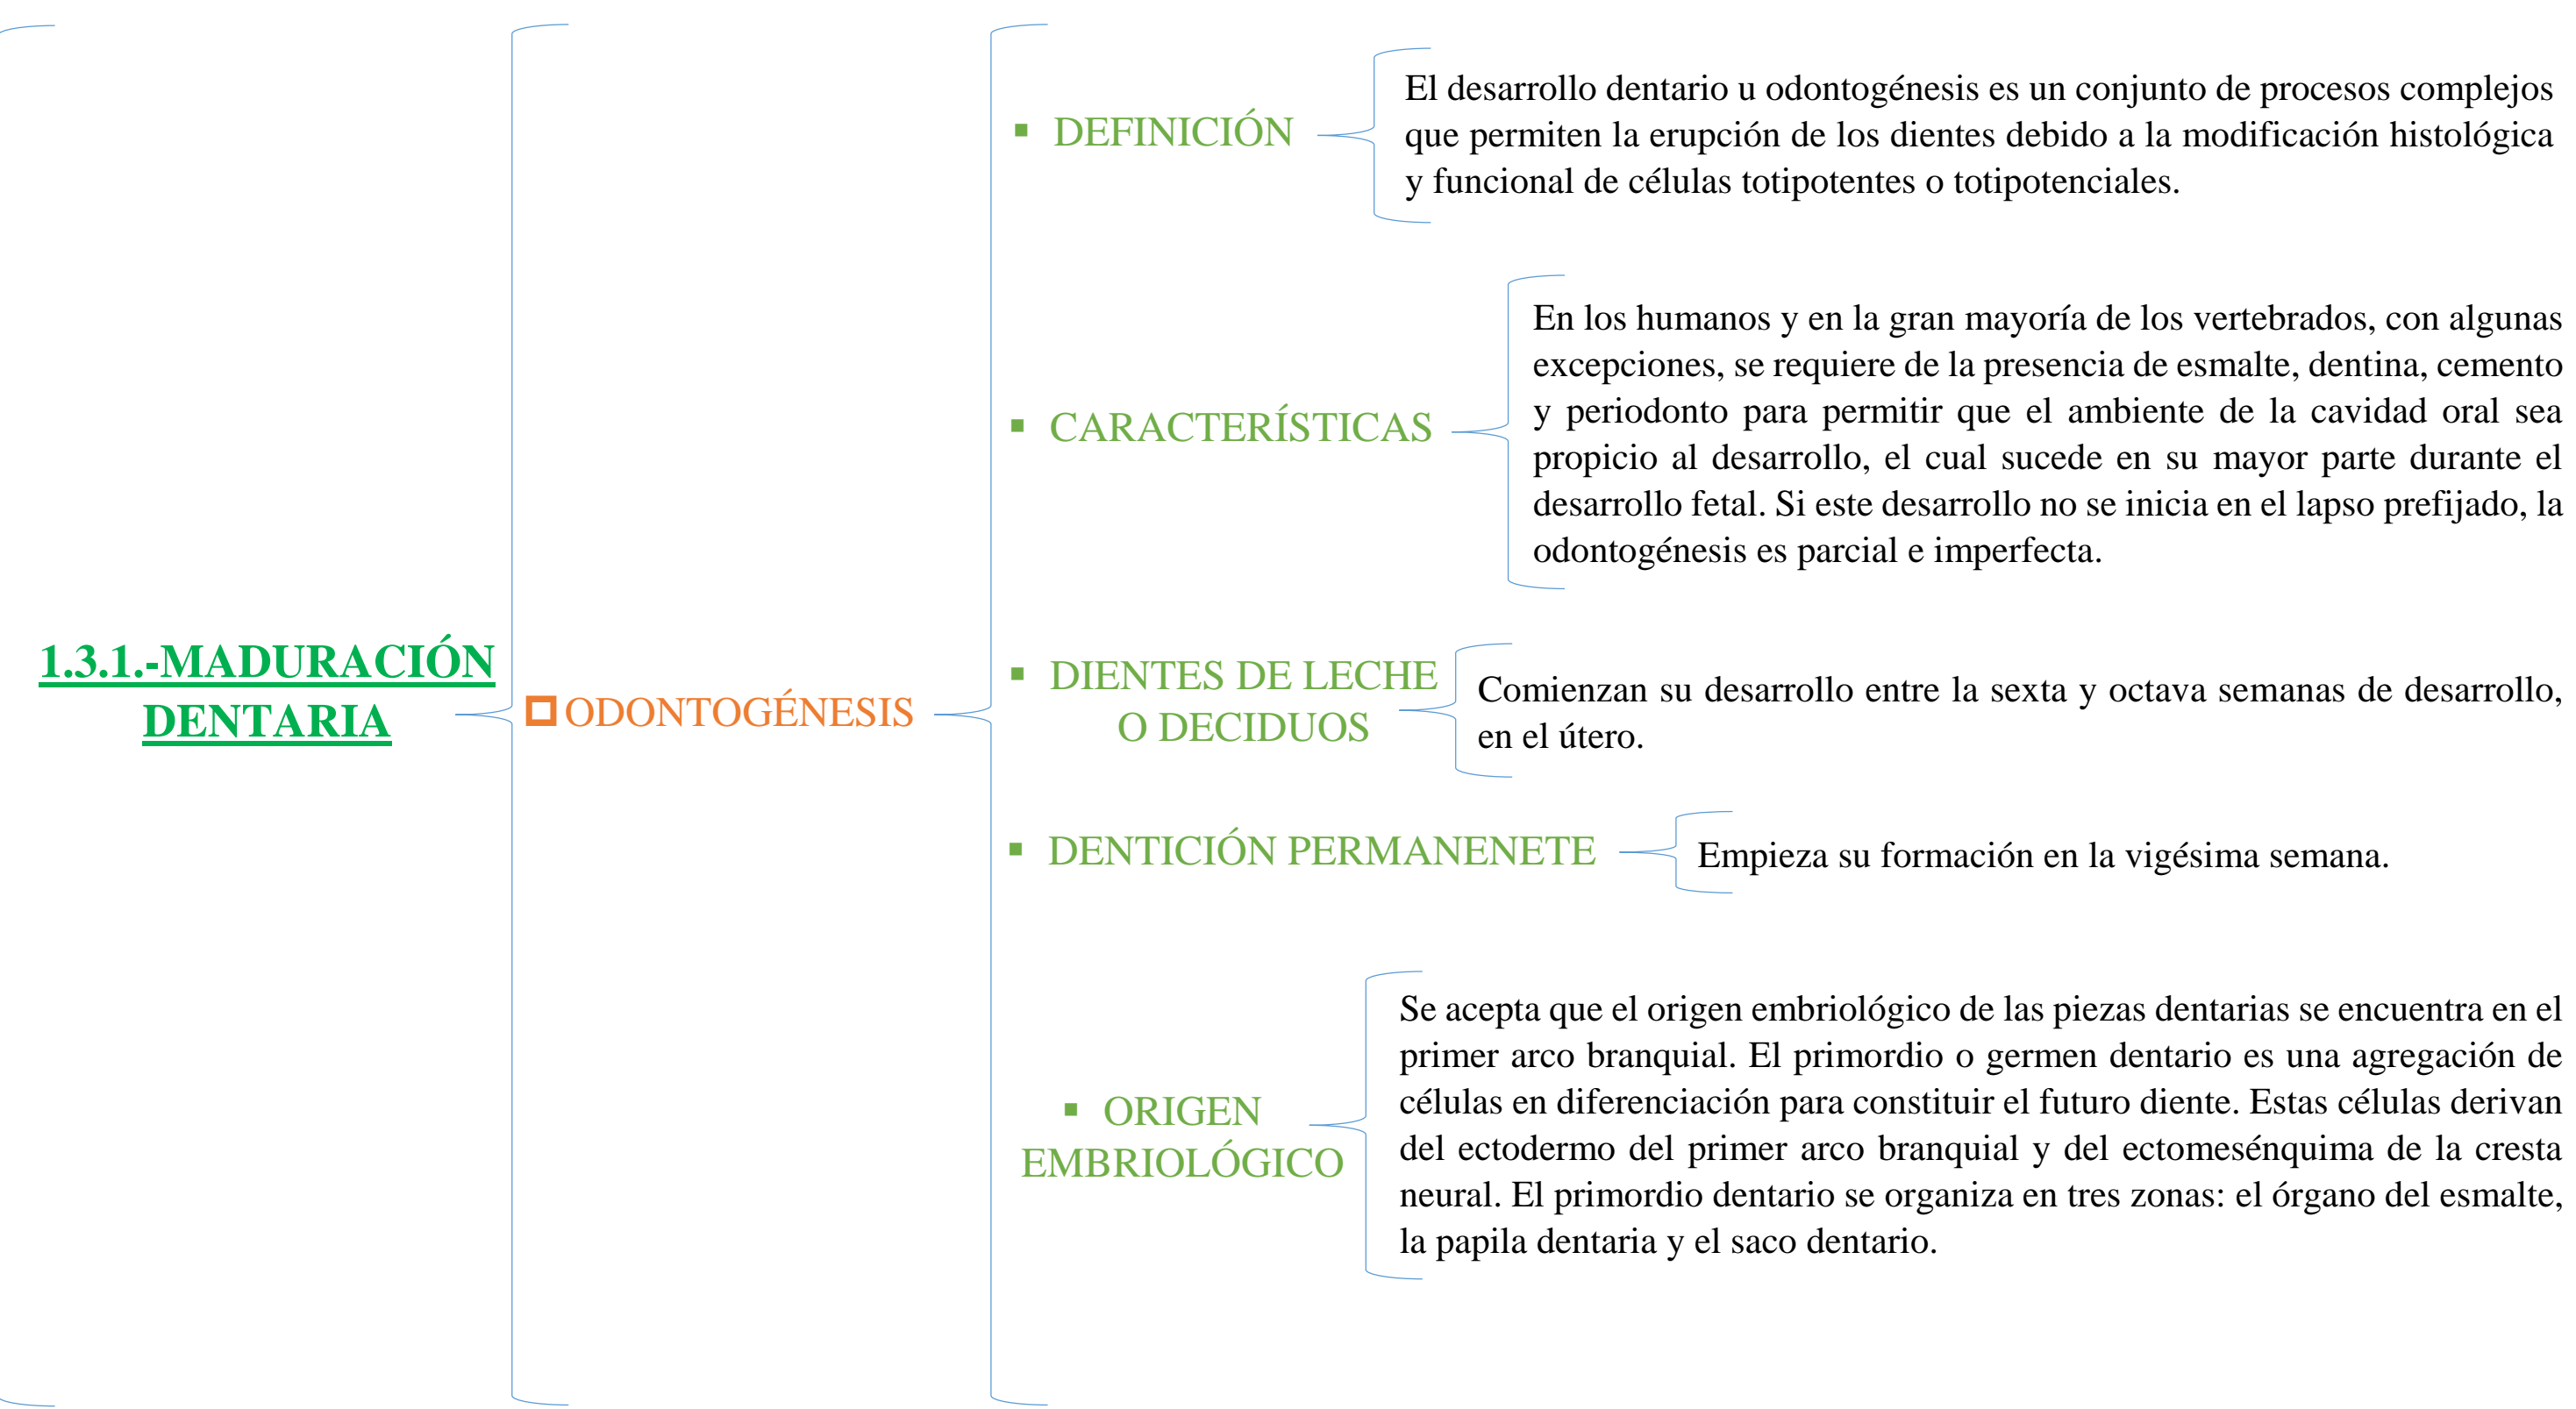 1.3.1.-MADURACIÓN
DENTARIA
ODONTOGÉNESIS
▪ DEFINICIÓN
El desarrollo dentario u odontogénesis es un conjunto de procesos complejos
que permiten la erupción de los dientes debido a la modificación histológica
y funcional de células totipotentes o totipotenciales.
▪ CARACTERÍSTICAS
En los humanos y en la gran mayoría de los vertebrados, con algunas
excepciones, se requiere de la presencia de esmalte, dentina, cemento
y periodonto para permitir que el ambiente de la cavidad oral sea
propicio al desarrollo, el cual sucede en su mayor parte durante el
desarrollo fetal. Si este desarrollo no se inicia en el lapso prefijado, la
odontogénesis es parcial e imperfecta.
▪ DIENTES DE LECHE
O DECIDUOS
Comienzan su desarrollo entre la sexta y octava semanas de desarrollo,
en el útero.
▪ DENTICIÓN PERMANENETE
Empieza su formación en la vigésima semana.
▪ ORIGEN
EMBRIOLÓGICO
Se acepta que el origen embriológico de las piezas dentarias se encuentra en el
primer arco branquial. El primordio o germen dentario es una agregación de
células en diferenciación para constituir el futuro diente. Estas células derivan
del ectodermo del primer arco branquial y del ectomesénquima de la cresta
neural. El primordio dentario se organiza en tres zonas: el órgano del esmalte,
la papila dentaria y el saco dentario.